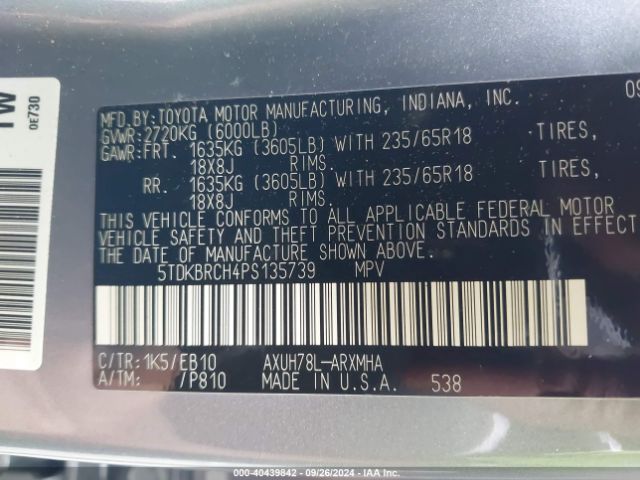 TW
0E730
09
MFD.BY:TOYOTA MOTOR MANUFACTURING, INDIANA, INC.
GVWR:2720KG (6000LB)
GAWR:FRT. 1635KG (3605LB) WITH 235/65R18 TIRES,
18X8J RIMS.
RR. 1635KG (3605LB) WITH 235/65R18 TIRES,
18X8J RIMS.
THIS VEHICLE CONFORMS TO ALL APPLICABLE FEDERAL MOTOR
VEHICLE SAFETY AND THEFT PREVENTION STANDARDS IN EFFECT
THE DATE OF MANUFACTURE SHOWN ABOVE.
5TDKBRCH4PS135739 MPV
C/TR:1K5/EB10 AXUH78L-ARXMHA
A/TM: /P810 MADE IN U.S.A. 538
000-40439842 - 09/26/2024 - IAA Inc.